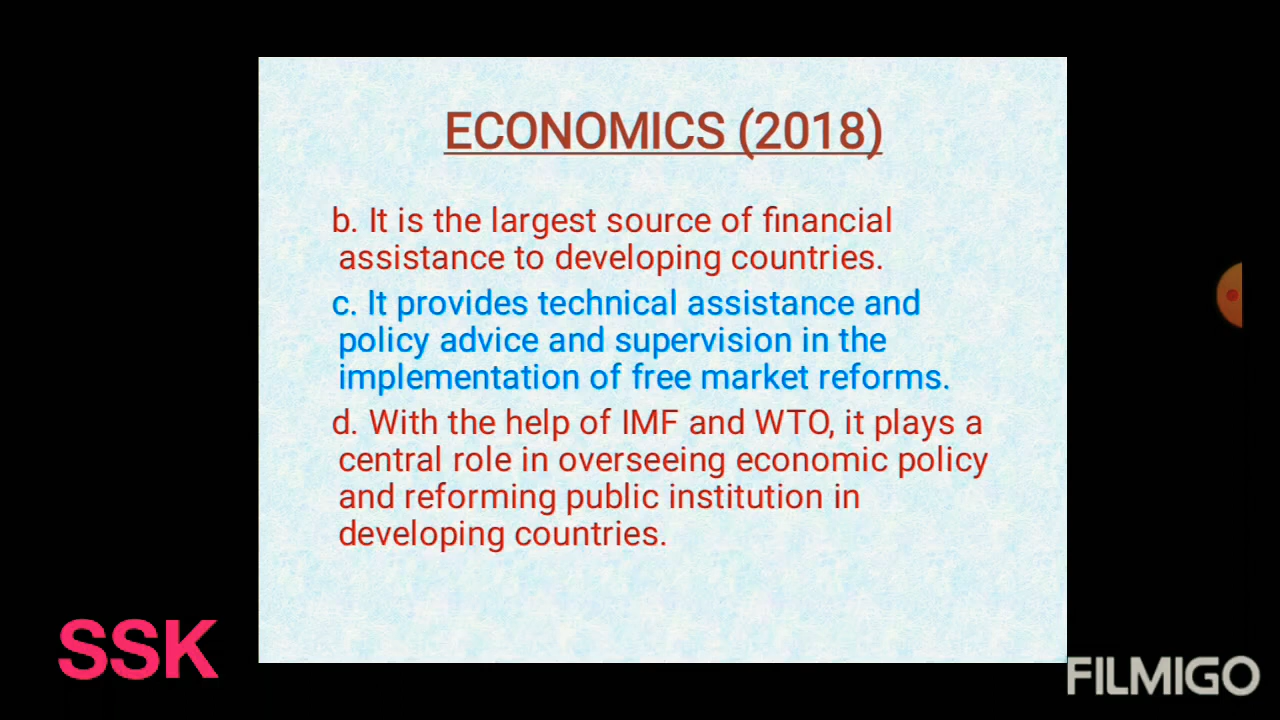 ECONOMICS (2018)
b. It is the largest source of financial
assistance to developing countries.
c. It provides technical assistance and
policy advice and supervision in the
implementation of free market reforms.
d. With the help of IMF and WTO, it plays a
central role in overseeing economic policy
and reforming public institution in
developing countries.
SSK
FILMIGO